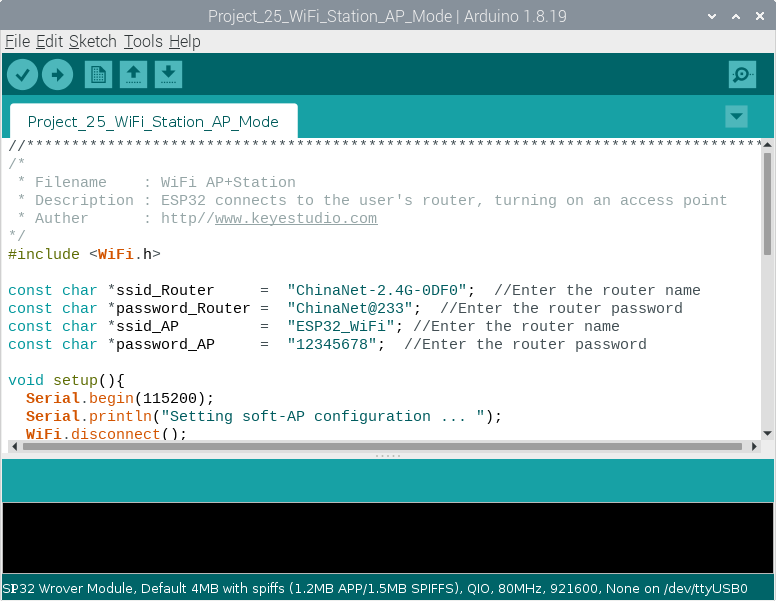 Project_25_WiFi_Station_AP_Mode | Arduino 1.8.19
File Edit Sketch Tools Help
Project_25_WiFi_Station_AP_Mode
//**********************************************************************************
/*
 * Filename    : WiFi AP+Station
 * Description : ESP32 connects to the user's router, turning on an access point
 * Auther      : http//www.keyestudio.com
*/
#include <WiFi.h>
const char *ssid_Router     =  "ChinaNet-2.4G-0DF0";  //Enter the router name
const char *password_Router =  "ChinaNet@233";  //Enter the router password
const char *ssid_AP         =  "ESP32_WiFi"; //Enter the router name
const char *password_AP     =  "12345678";  //Enter the router password
void setup(){
  Serial.begin(115200);
  Serial.println("Setting soft-AP configuration ... ");
  WiFi.disconnect();
SP32 Wrover Module, Default 4MB with spiffs (1.2MB APP/1.5MB SPIFFS), QIO, 80MHz, 921600, None on /dev/ttyUSB0